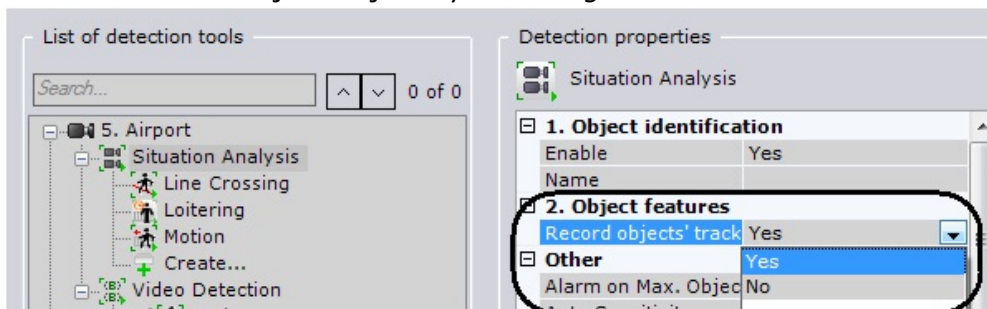 List of detection tools
Search...
0 of 0
5. Airport
Situation Analysis
Line Crossing
Loitering
Motion
Create...
Video Detection
Detection properties
Situation Analysis
1. Object identification
Enable Yes
Name
2. Object features
Record objects' track Yes
Other Yes
Alarm on Max. Objec No